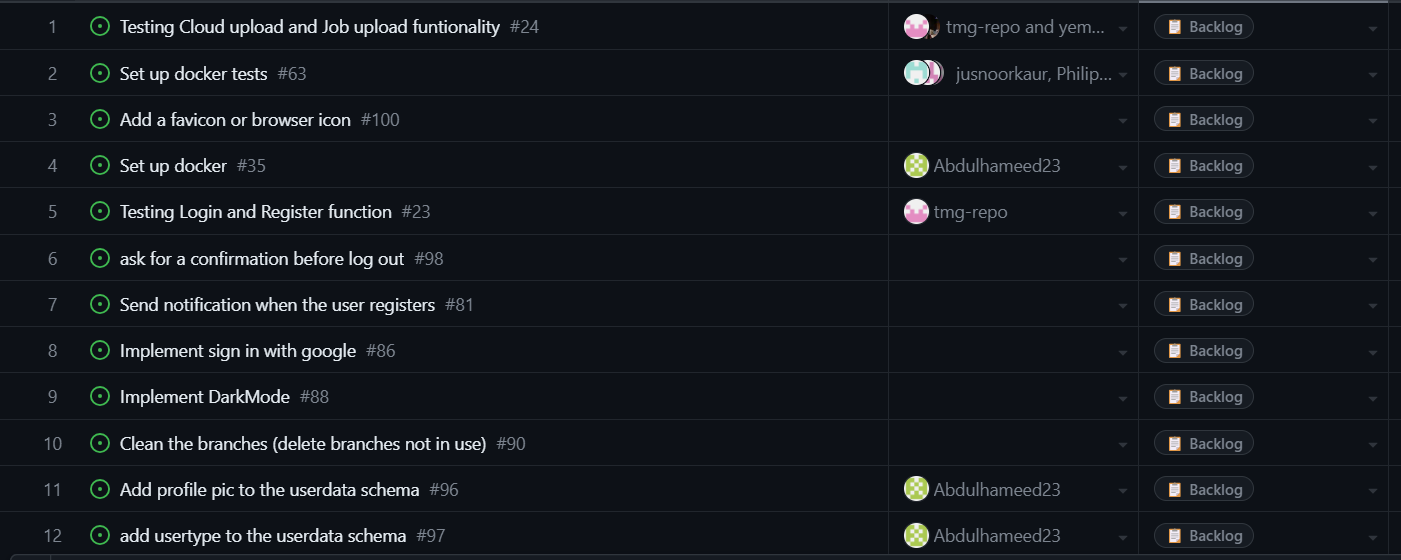 1 Testing Cloud upload and Job upload funtionality #24 tmg-repo and yem... Backlog
2 Set up docker tests #63 jusnoorkaur, Philip... Backlog
3 Add a favicon or browser icon #100 Backlog
4 Set up docker #35 Abdulhameed23 Backlog
5 Testing Login and Register function #23 tmg-repo Backlog
6 ask for a confirmation before log out #98 Backlog
7 Send notification when the user registers #81 Backlog
8 Implement sign in with google #86 Backlog
9 Implement DarkMode #88 Backlog
10 Clean the branches (delete branches not in use) #90 Backlog
11 Add profile pic to the userdata schema #96 Abdulhameed23 Backlog
12 add usertype to the userdata schema #97 Abdulhameed23 Backlog